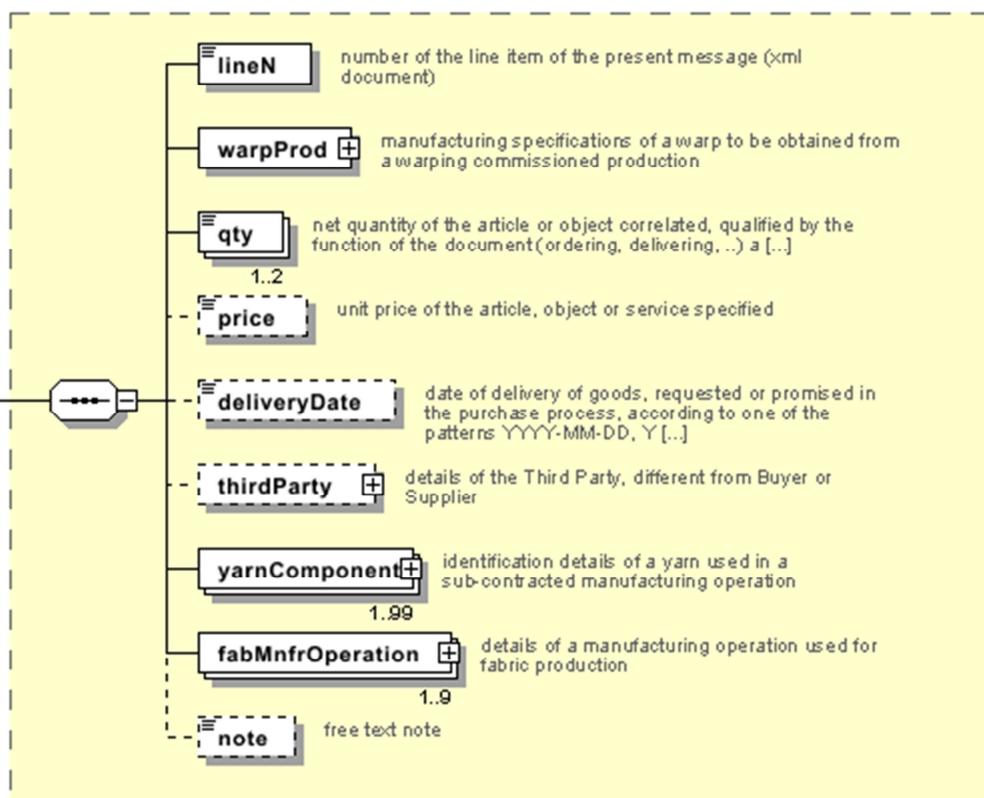 lineN
number of the line item of the present message (xml
document)
warpProd
manufacturing specifications of a warp to be obtained from
a warping commissioned production
qty
net quantity of the article or object correlated, qualified by the
function of the document (ordering, delivering, ..) a [...]
1..2
price
unit price of the article, object or service specified
deliveryDate
date of delivery of goods, requested or promised in
the purchase process, according to one of the
patterns YYYY-MM-DD, Y [...]
thirdParty
details of the Third Party, different from Buyer or
Supplier
yarnComponent
identification details of a yarn used in a
sub-contracted manufacturing operation
1..99
fabMnfrOperation
details of a manufacturing operation used for
fabric production
1..9
note
free text note